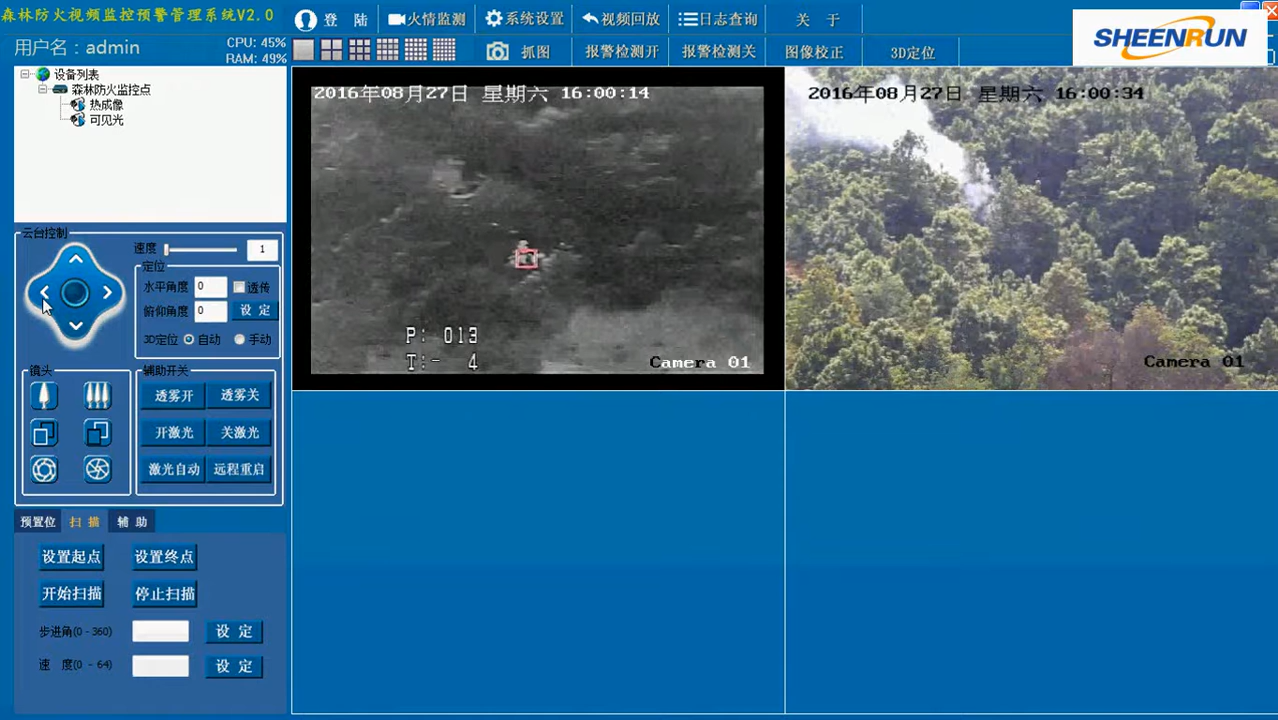 森林防火视频监控预警管理系统V2.0
登 陆
火情监测
系统设置
视频回放
日志查询
关 于
SHEENRUN
用户名：admin
CPU: 45%
RAM: 49%
抓图
报警检测开
报警检测关
图像校正
3D定位
设备列表
森林防火监控点
热成像
可见光
2016年08月27日 星期六 16:00:14
P: 013
T:- 4
Camera 01
2016年08月27日 星期六 16:00:34
Camera 01
云台控制
速度
1
定位
水平角度 0 透传
俯仰角度 0 设 定
3D定位 自动 手动
镜头
辅助开关
透雾开 透雾关
开激光 关激光
激光自动 远程重启
预置位 扫 描 辅 助
设置起点 设置终点
开始扫描 停止扫描
步进角(0-360) 设 定
速 度(0 - 64) 设 定